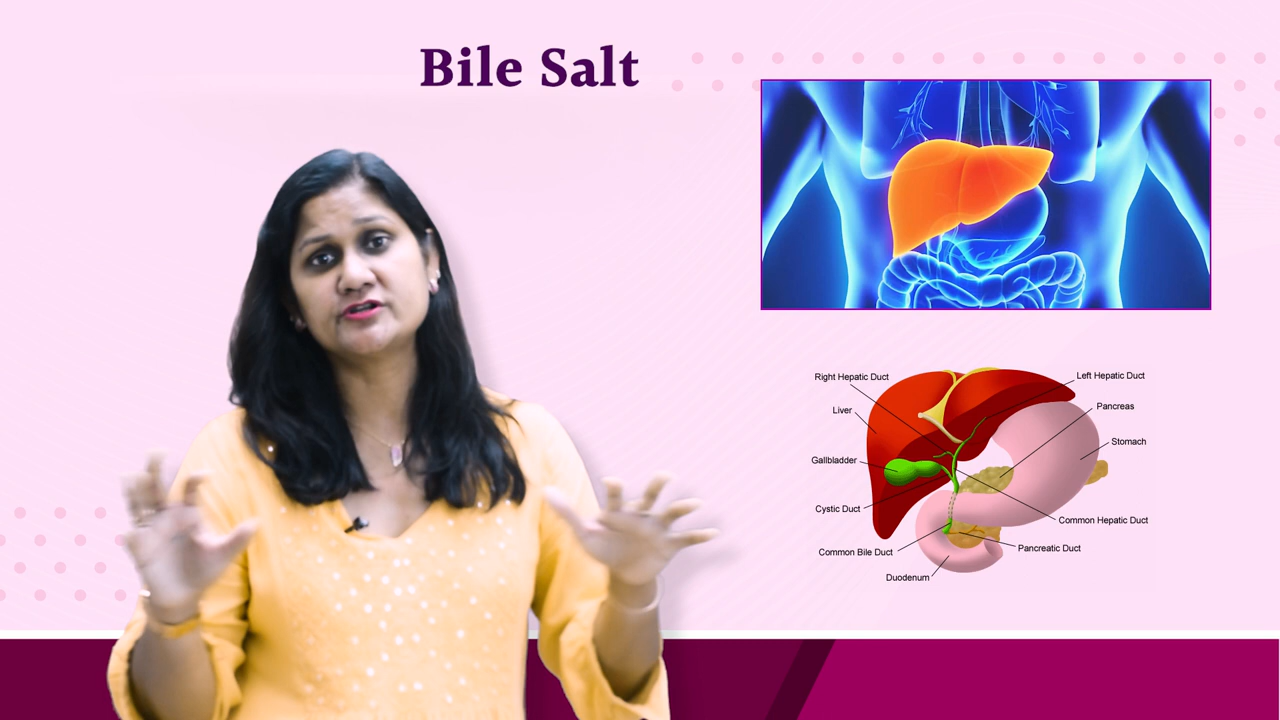 Bile Salt
Right Hepatic Duct
Left Hepatic Duct
Liver
Pancreas
Stomach
Gallbladder
Cystic Duct
Common Hepatic Duct
Common Bile Duct
Pancreatic Duct
Duodenum